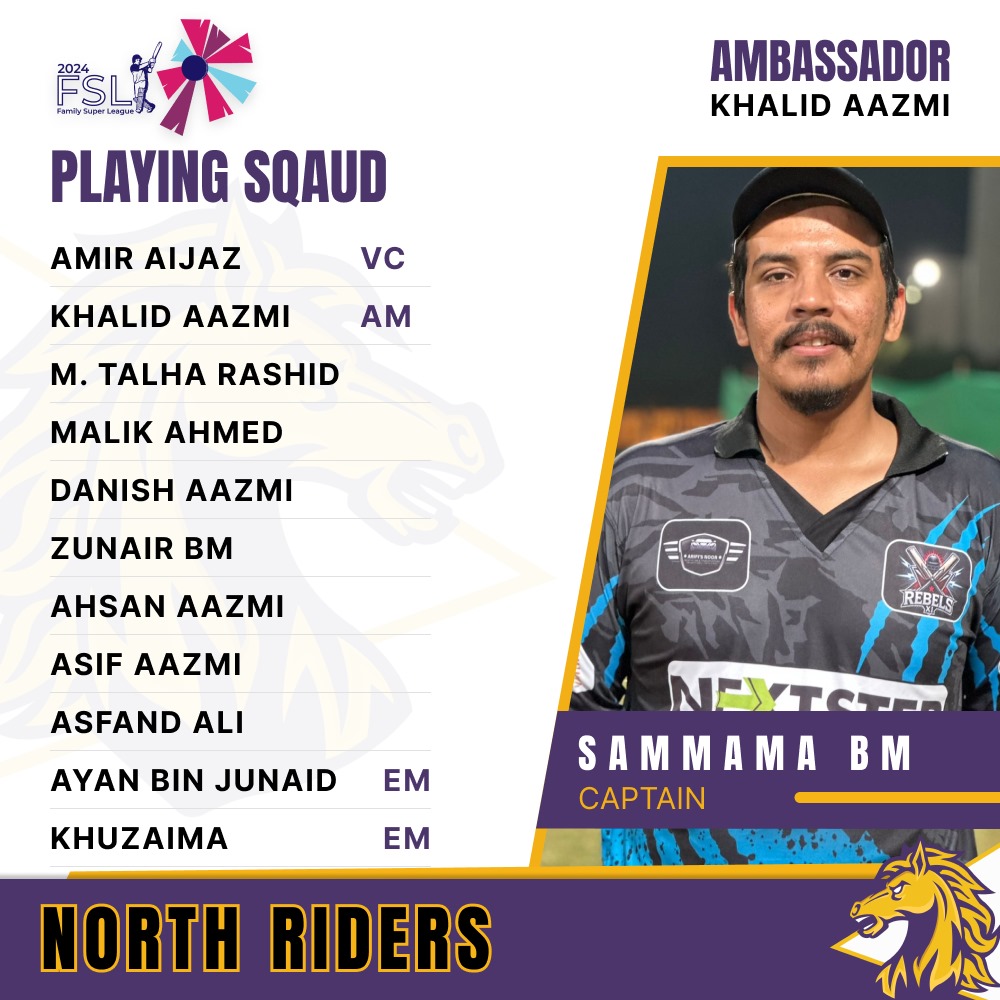 2024
FSL
Family Super League
AMBASSADOR
KHALID AAZMI
PLAYING SQAUD
AMIR AIJAZ VC
KHALID AAZMI AM
M. TALHA RASHID
MALIK AHMED
DANISH AAZMI
ZUNAIR BM
AHSAN AAZMI
ASIF AAZMI
ASFAND ALI
AYAN BIN JUNAID EM
KHUZAIMA EM
REBELS
XI
NEXTSTEP
SAMMAMA BM
CAPTAIN
NORTH RIDERS